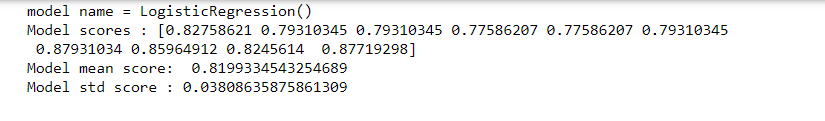 model name = LogisticRegression()
Model scores : [0.82758621 0.79310345 0.79310345 0.77586207 0.77586207 0.79310345
 0.87931034 0.85964912 0.8245614  0.87719298]
Model mean score:  0.8199334543254689
Model std score : 0.03808635875861309